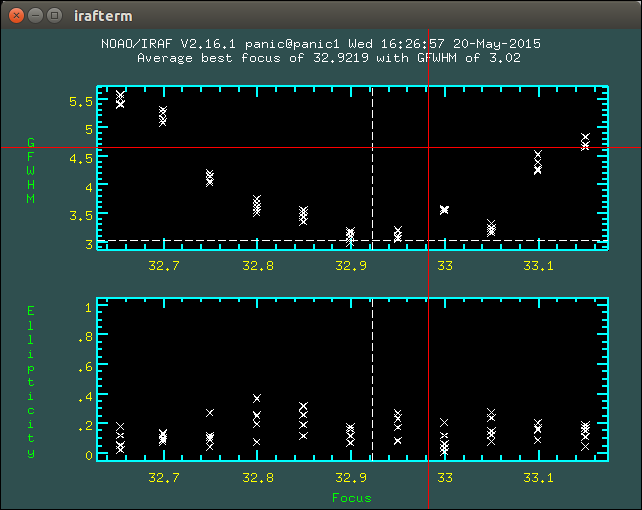 irafterm
NOAO/IRAF V2.16.1 panic@panic1 Wed 16:26:57 20-May-2015
Average best focus of 32.9219 with GFWHM of 3.02
GFWHM
5.5
5
4.5
4
3.5
3
32.7 32.8 32.9 33 33.1
Ellipticity
1
.8
.6
.4
.2
0
32.7 32.8 32.9 33 33.1
Focus